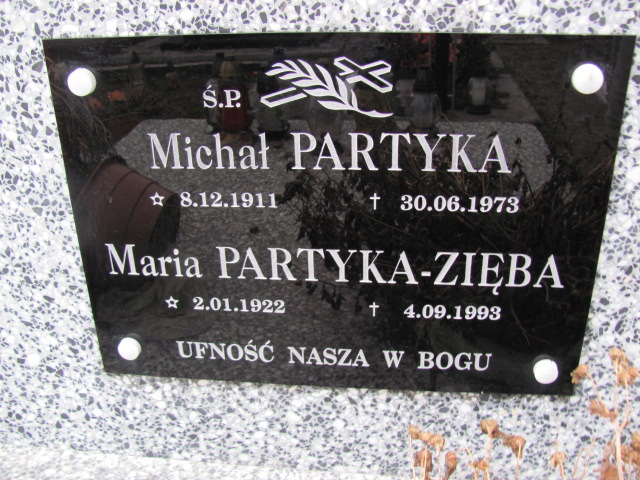 Ś.P.
Michał PARTYKA
☆ 8.12.1911 † 30.06.1973
Maria PARTYKA-ZIĘBA
☆ 2.01.1922 † 4.09.1993
UFNOŚĆ NASZA W BOGU